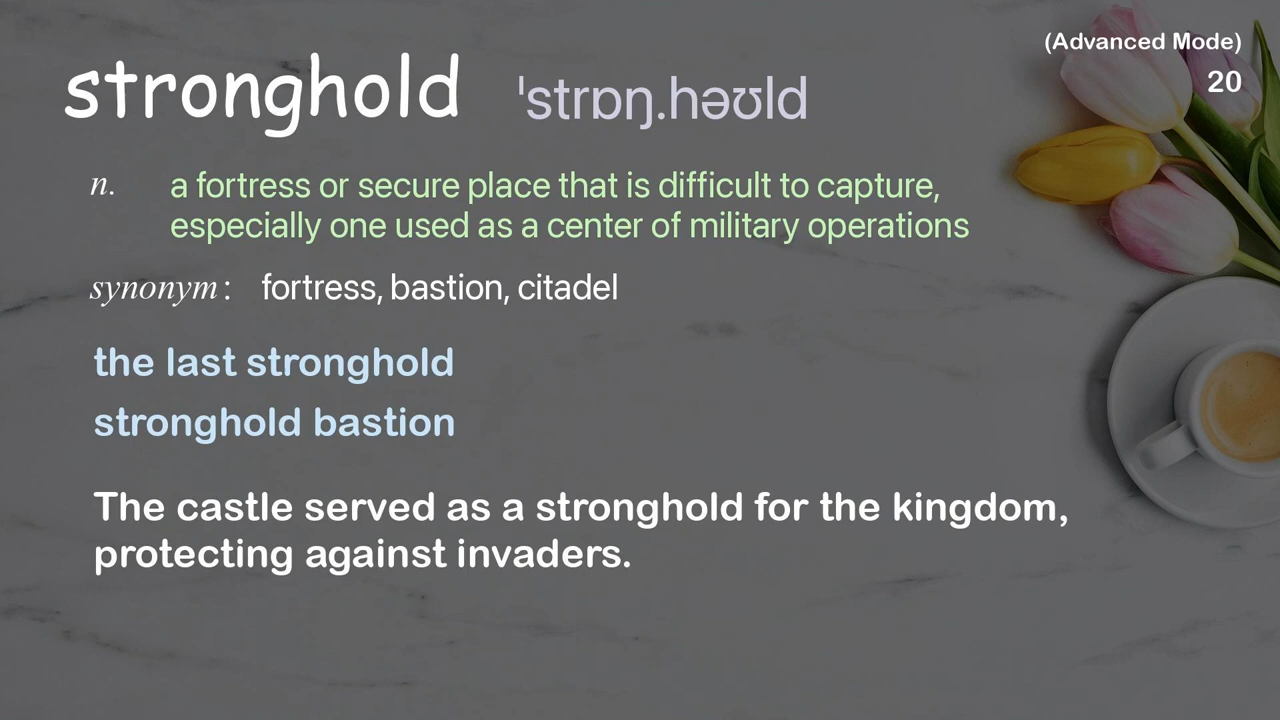 (Advanced Mode)
20
stronghold ˈstrɒŋ.həʊld
n. a fortress or secure place that is difficult to capture,
especially one used as a center of military operations
synonym: fortress, bastion, citadel
the last stronghold
stronghold bastion
The castle served as a stronghold for the kingdom,
protecting against invaders.